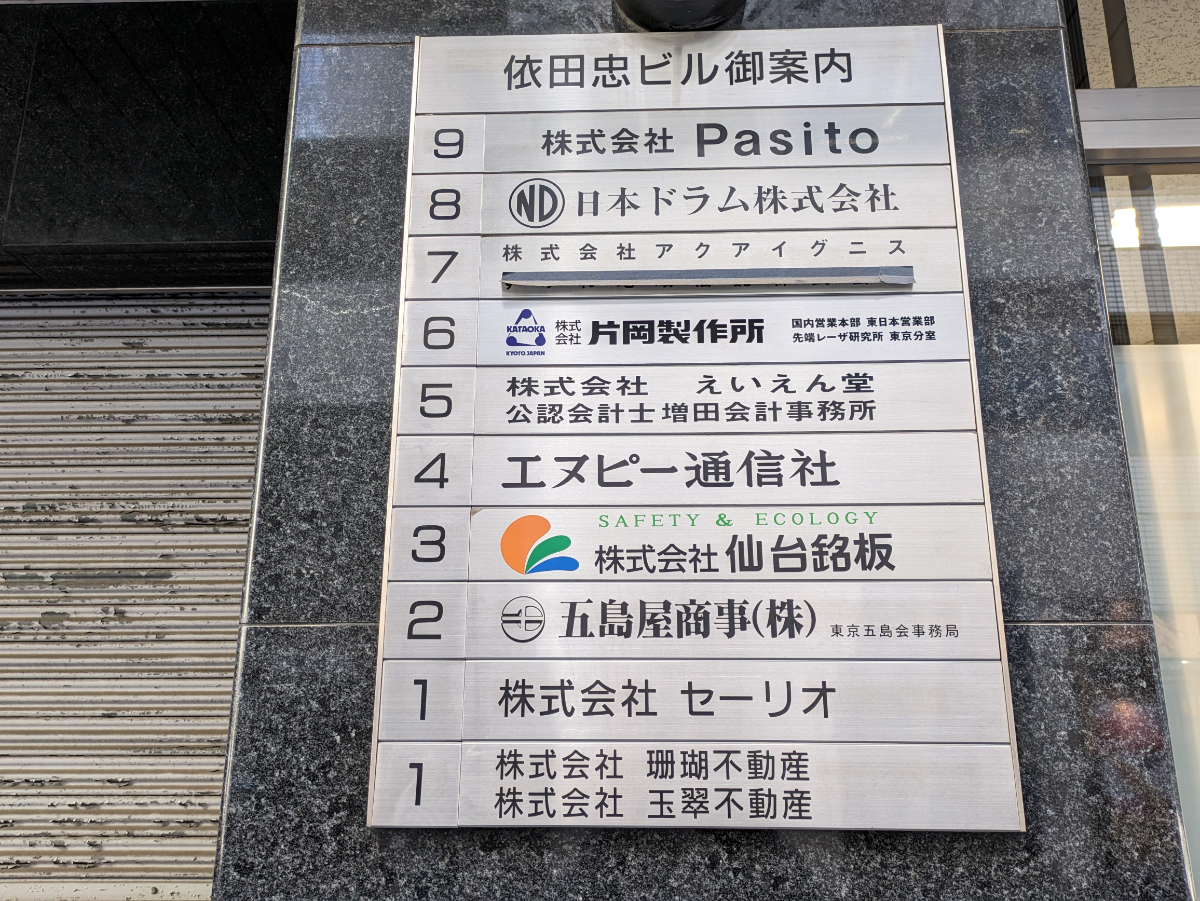 依田忠ビル御案内
9 株式会社 Pasito
8 ND 日本ドラム株式会社
7 株式会社アクアイグニス
6 KATAOKA KYOTO JAPAN 株式会社 片岡製作所 国内営業本部 東日本営業部
先端レーザ研究所 東京分室
5 株式会社 えいえん堂
公認会計士増田会計事務所
4 エヌピー通信社
3 SAFETY & ECOLOGY
株式会社 仙台銘板
2 五島屋商事(株) 東京五島会事務局
1 株式会社 セーリオ
1 株式会社 珊瑚不動産
株式会社 玉翠不動産